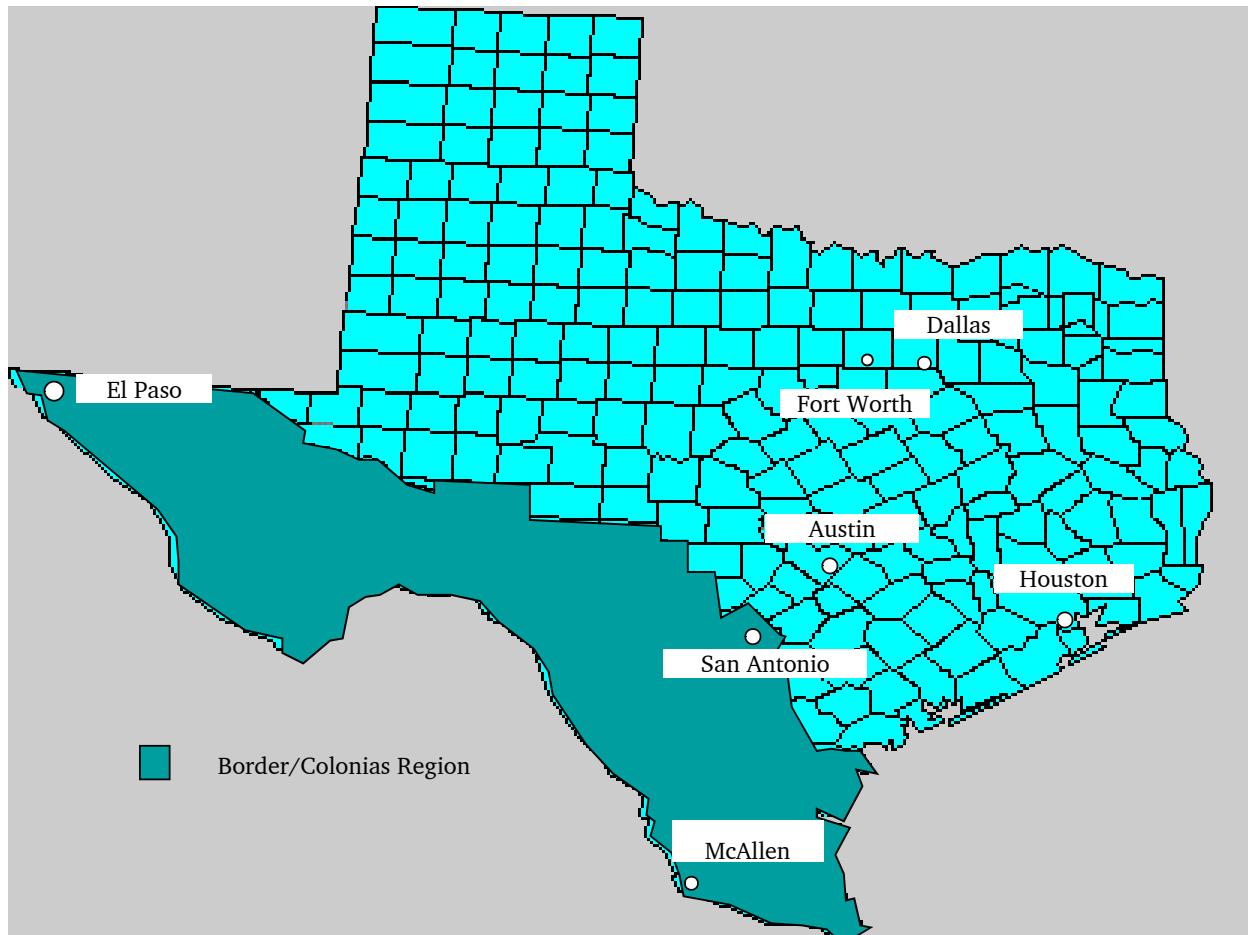 Dallas
El Paso
Fort Worth
Austin
Houston
San Antonio
Border/Colonias Region
McAllen